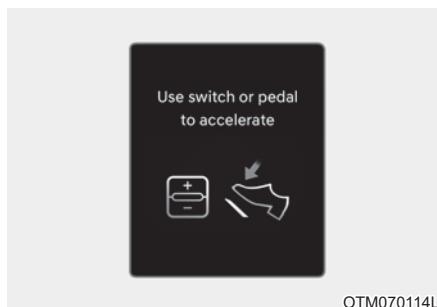 Use switch or pedal
to accelerate
+
−
OTM070114L